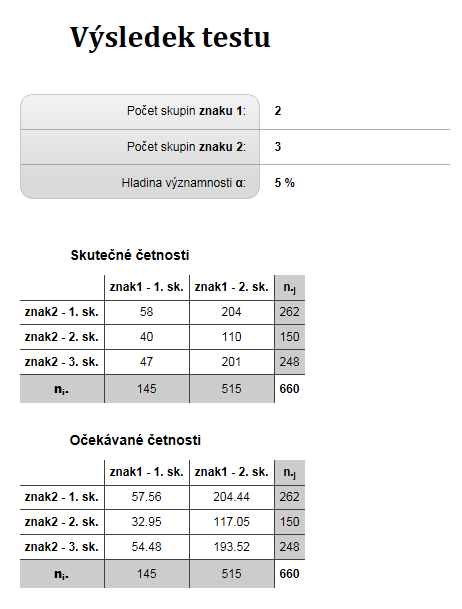 Výsledek testu
Počet skupin znaku 1: 2
Počet skupin znaku 2: 3
Hladina významnosti α: 5 %
Skutečné četnosti
znak1 - 1. sk. znak1 - 2. sk. n.j
znak2 - 1. sk. 58 204 262
znak2 - 2. sk. 40 110 150
znak2 - 3. sk. 47 201 248
ni. 145 515 660
Očekávané četnosti
znak1 - 1. sk. znak1 - 2. sk. n.j
znak2 - 1. sk. 57.56 204.44 262
znak2 - 2. sk. 32.95 117.05 150
znak2 - 3. sk. 54.48 193.52 248
ni. 145 515 660